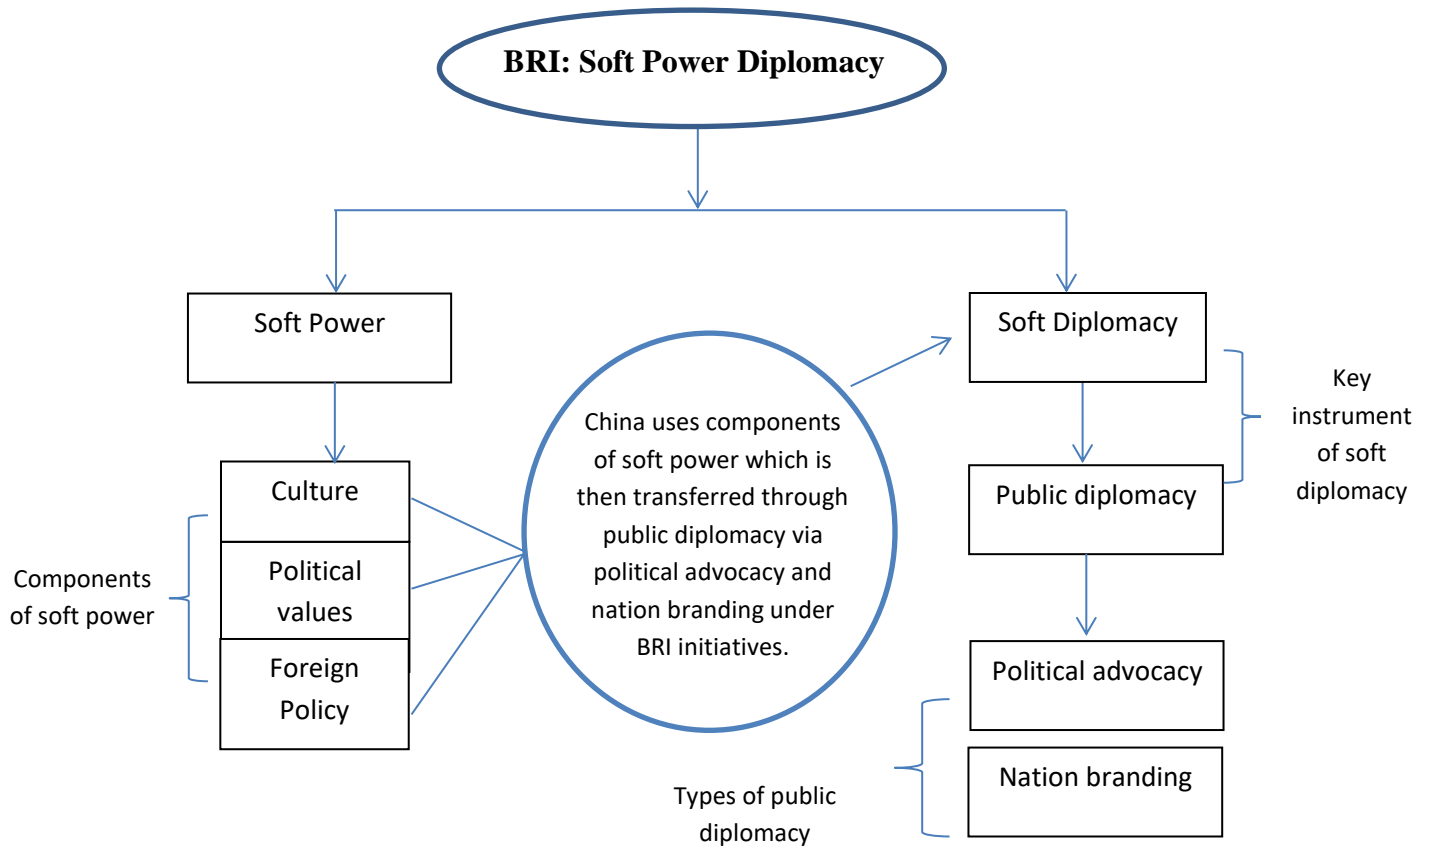 BRI: Soft Power Diplomacy
Soft Power
Soft Diplomacy
Key
instrument
of soft
diplomacy
China uses components
of soft power which is
then transferred through
public diplomacy via
political advocacy and
nation branding under
BRI initiatives.
Culture
Political
values
Foreign
Policy
Components
of soft power
Public diplomacy
Political advocacy
Nation branding
Types of public
diplomacy